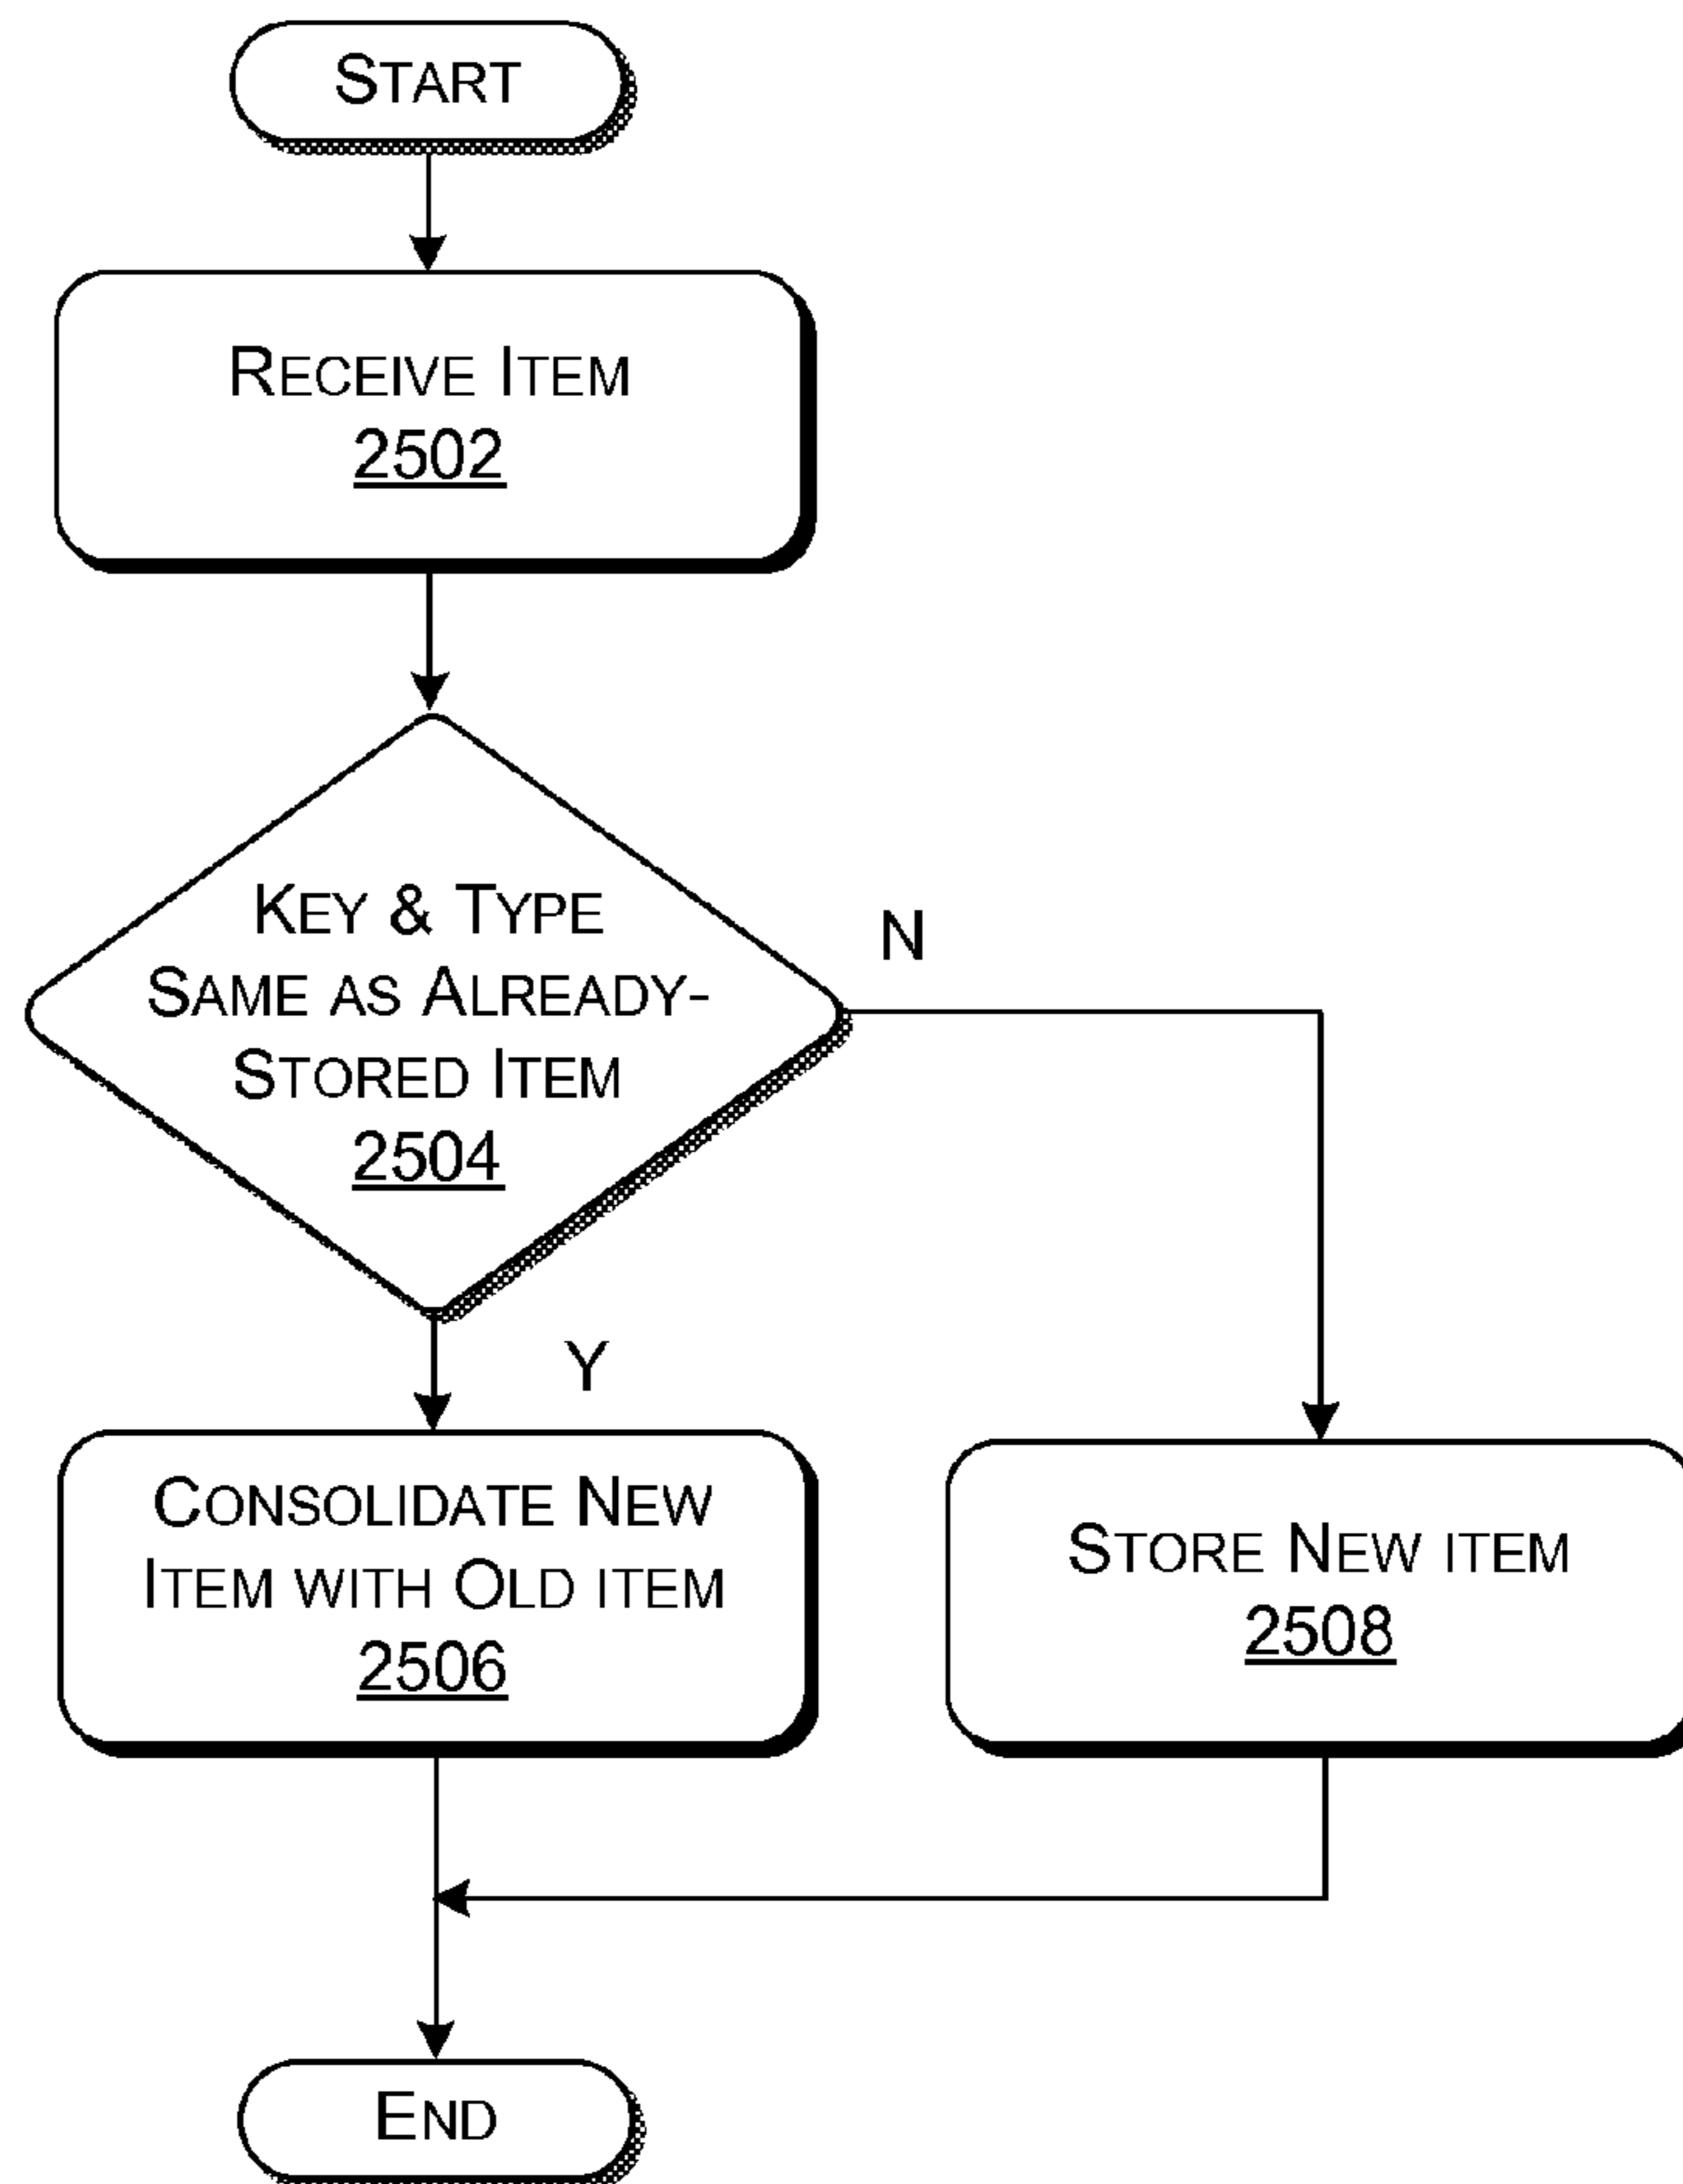 START
RECEIVE ITEM
2502
KEY & TYPE
SAME AS ALREADY-
STORED ITEM
2504
N
Y
CONSOLIDATE NEW
ITEM WITH OLD ITEM
2506
STORE NEW ITEM
2508
END